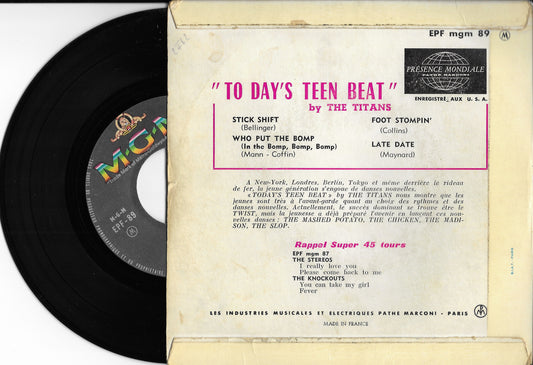 EPF mgm 89 M
PRÉSENCE MONDIALE
PATHÉ MARCONI
ENREGISTRÉ, AUX U. S. A.
"TO DAY'S TEEN BEAT"
by THE TITANS
STICK SHIFT
(Bellinger)
WHO PUT THE BOMP
(In the Bomp, Bomp, Bomp)
(Mann - Coffin)
FOOT STOMPIN'
(Collins)
LATE DATE
(Maynard)
A New-York, Londres, Berlin, Tokyo et même derrière le rideau de
fer, la jeune génération s'engoue de danses nouvelles.
«TODAY'S TEEN BEAT» by THE TITANS nous montre que les
jeunes sont très à l'avant-garde quant au choix des rythmes et des
danses nouvelles. Actuellement, le succès dominant se trouve être le
TWIST, mais la jeunesse a déjà préparé l'avenir en lançant ces nou-
velles danses : THE MASHED POTATO, THE CHICKEN, THE MADI-
SON, THE SLOP.
Rappel Super 45 tours
EPF mgm 87
THE STEREOS
I really love you
Please come back to me
THE KNOCKOUTS
You can take my girl
Fever
LES INDUSTRIES MUSICALES ET ELECTRIQUES PATHE MARCONI - PARIS
MADE IN FRANCE
M-G-M
M-G-M
EPF. 89
M